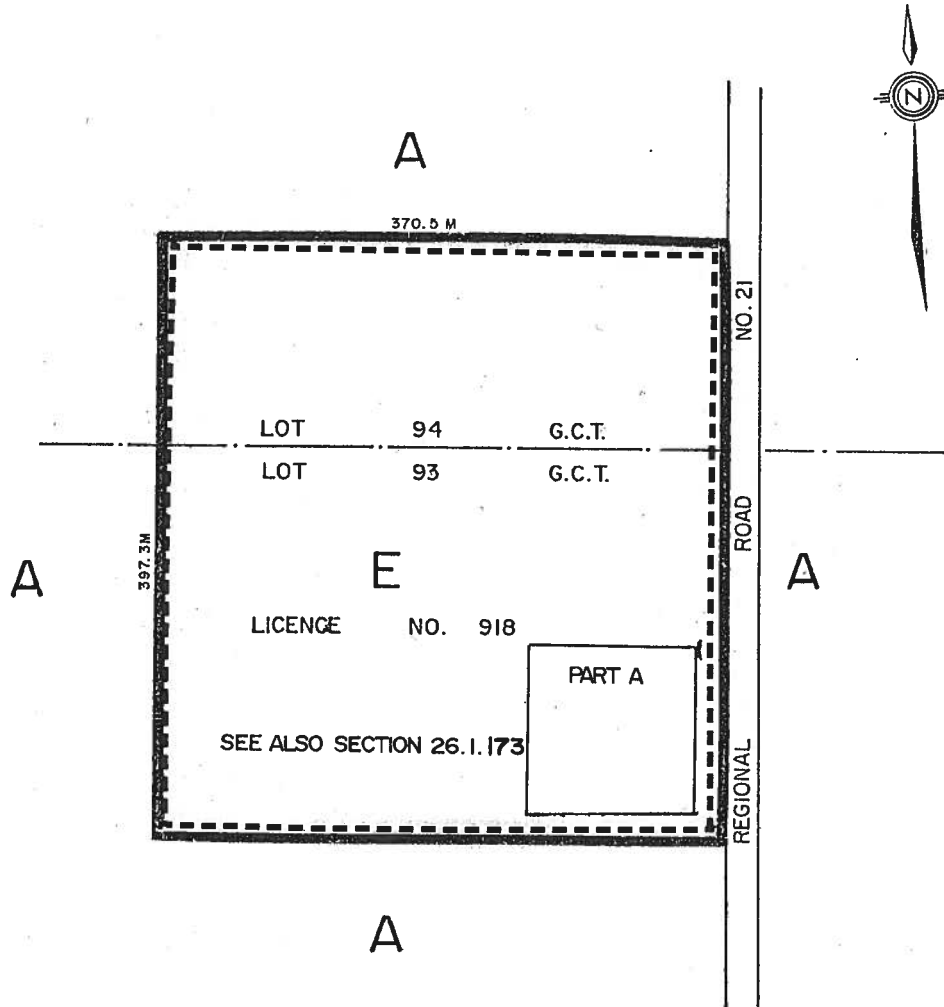 N
A
370.5 M
REGIONAL ROAD NO. 21
LOT 94 G.C.T.
LOT 93 G.C.T.
397.3M
A
E
A
LICENCE NO. 918
PART A
SEE ALSO SECTION 26.1.173
A